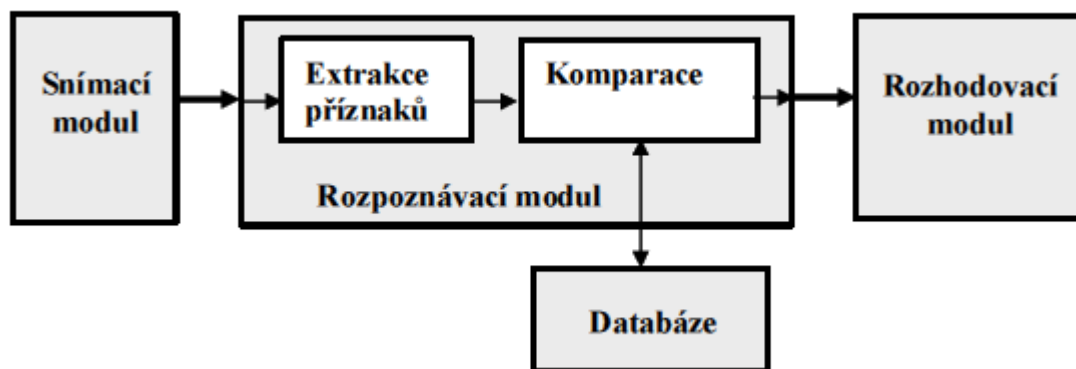 Snímací
modul
Extrakce
příznaků
Komparace
Rozpoznávací modul
Rozhodovací
modul
Databáze